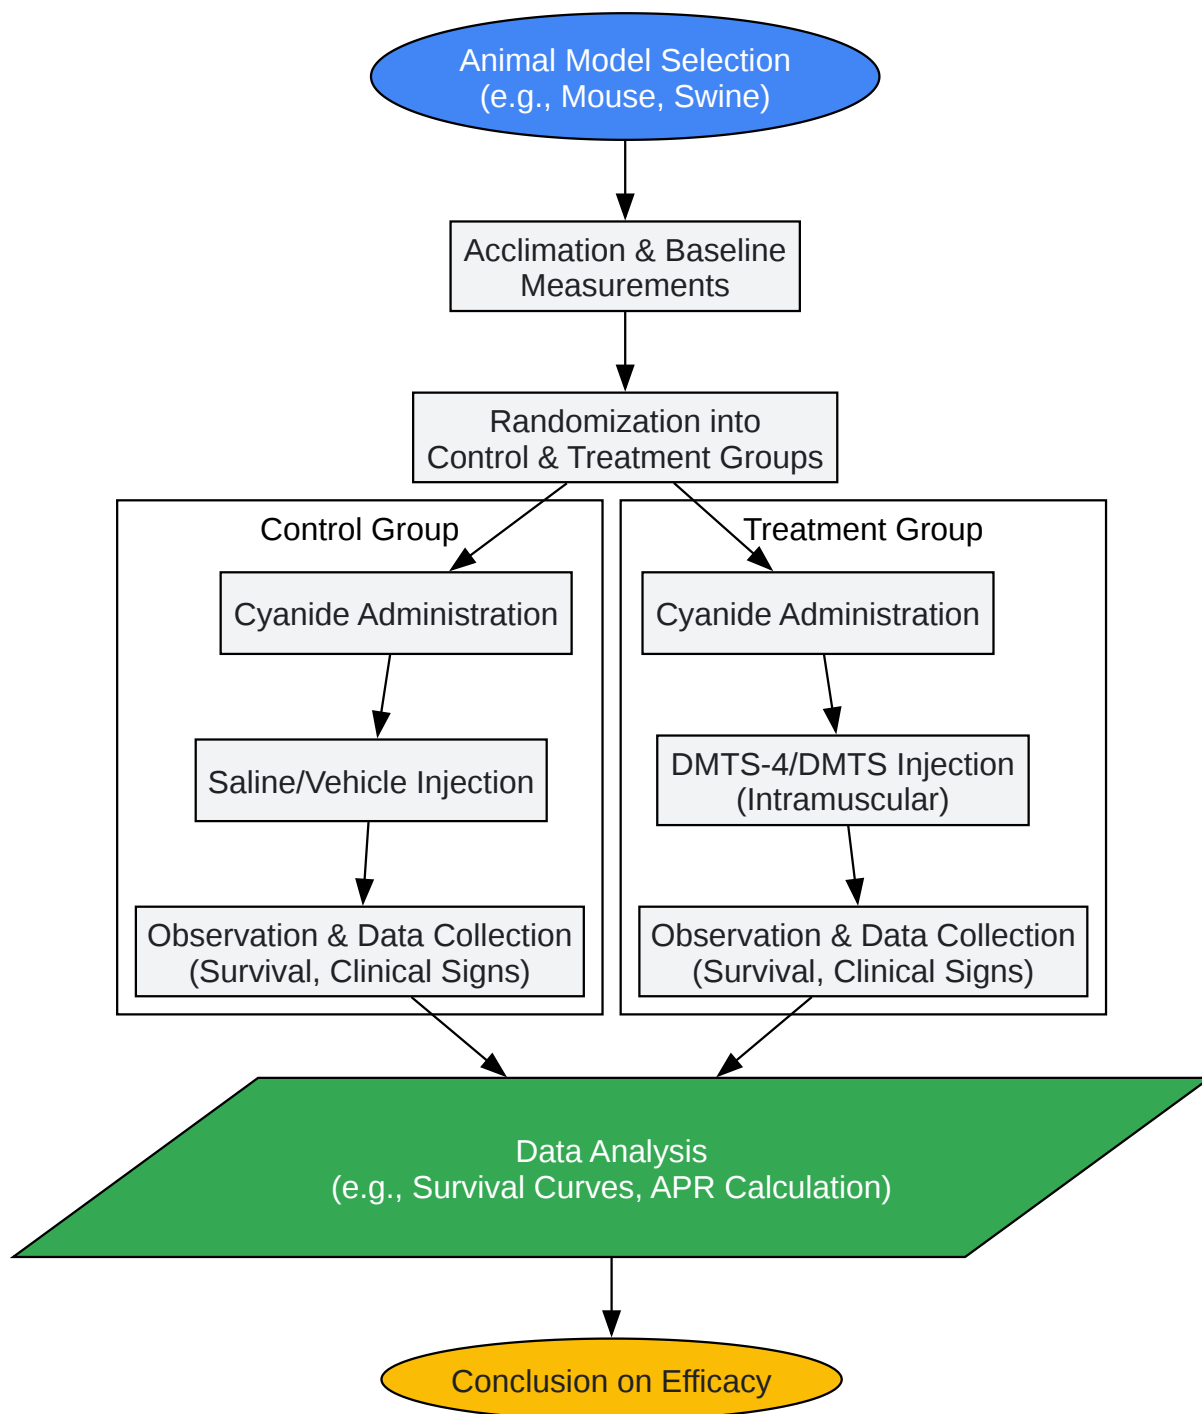 Animal Model Selection
(e.g., Mouse, Swine)
Acclimation & Baseline
Measurements
Randomization into
Control & Treatment Groups
Control Group
Cyanide Administration
Saline/Vehicle Injection
Observation & Data Collection
(Survival, Clinical Signs)
Treatment Group
Cyanide Administration
DMTS-4/DMTS Injection
(Intramuscular)
Observation & Data Collection
(Survival, Clinical Signs)
Data Analysis
(e.g., Survival Curves, APR Calculation)
Conclusion on Efficacy